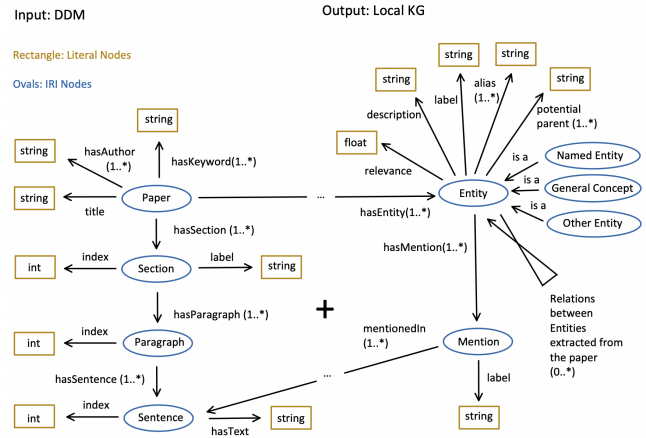 Input: DDM
Output: Local KG
Rectangle: Literal Nodes
Ovals: IRI Nodes
string
string
hasAuthor
(1..*)
hasKeyword(1..*)
string
title
Paper
hasSection (1..*)
int
index
Section
label
string
hasParagraph (1..*)
int
index
Paragraph
hasSentence (1..*)
int
index
Sentence
hasText
string
+
...
hasEntity(1..*)
string
string
string
string
float
description
label
alias
(1..*)
potential
parent (1..*)
relevance
Entity
is a
Named Entity
is a
General Concept
is a
Other Entity
hasMention(1..*)
Relations
between
Entities
extracted from
the paper
(0..*)
mentionedIn
(1..*)
...
Mention
label
string